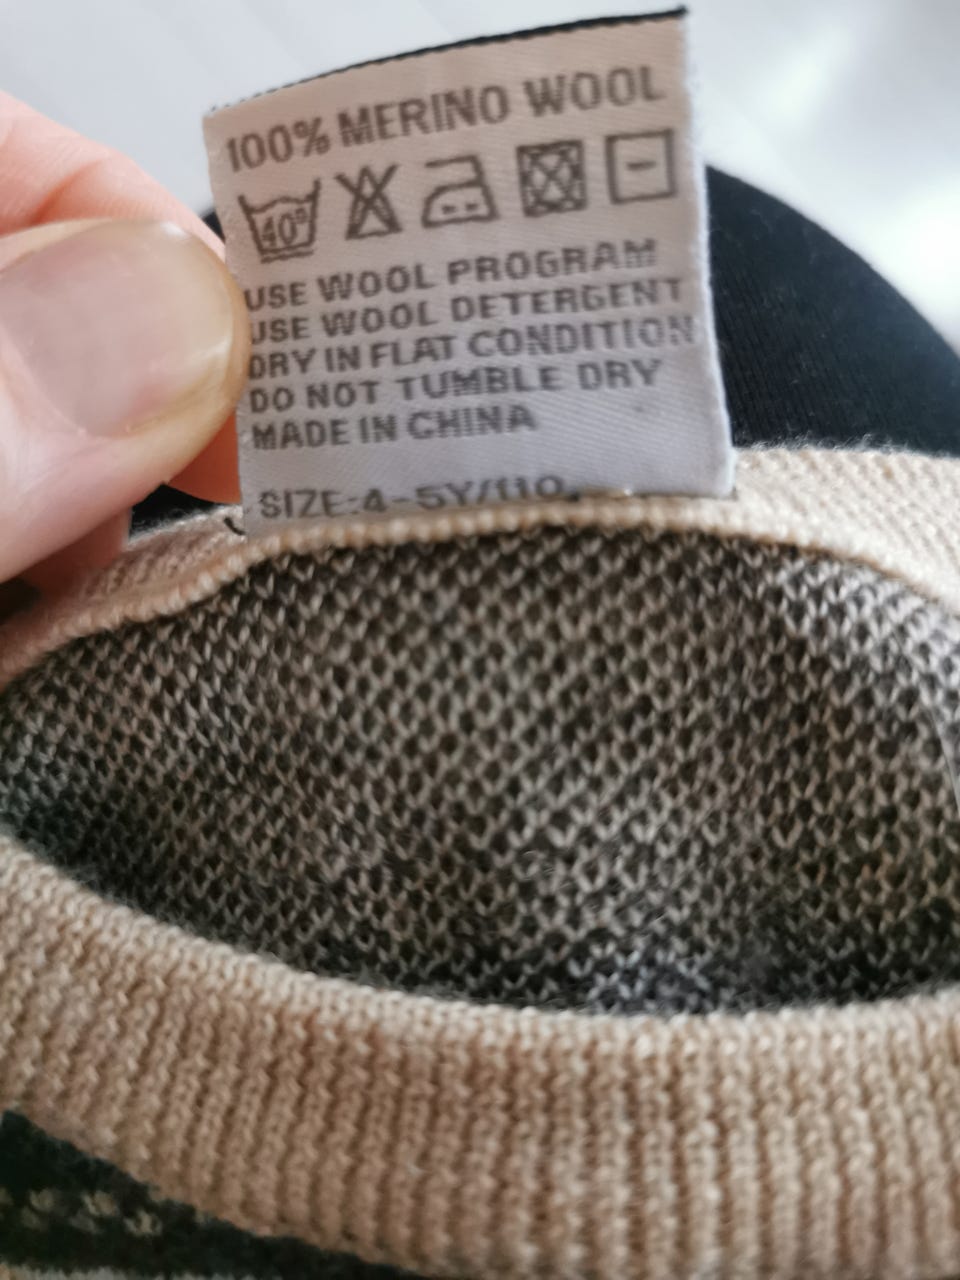 100% MERINO WOOL
40°
USE WOOL PROGRAM
USE WOOL DETERGENT
DRY IN FLAT CONDITION
DO NOT TUMBLE DRY
MADE IN CHINA
SIZE:4-5Y/110